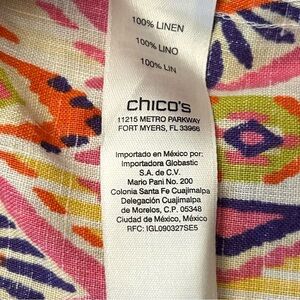 100% LINEN
100% LINO
100% LIN
chico's
11215 METRO PARKWAY
FORT MYERS, FL 33966
Importado en México por:
Importadora Globastic
S.A. de C.V.
Mario Pani No. 200
Colonia Santa Fe Cuajimalpa
Delegación Cuajimalpa
de Morelos, C.P. 05348
Ciudad de México, México
RFC: IGL090327SE5